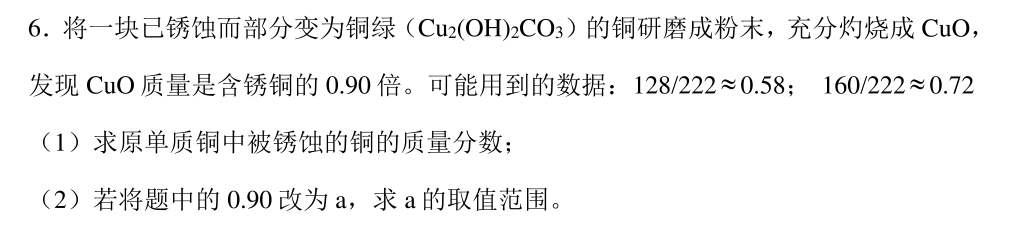 6．将一块已锈蚀而部分变为铜绿（Cu₂(OH)₂CO₃）的铜研磨成粉末，充分灼烧成 CuO，
发现 CuO 质量是含锈铜的 0.90 倍。可能用到的数据：128/222≈0.58； 160/222≈0.72
（1）求原单质铜中被锈蚀的铜的质量分数；
（2）若将题中的 0.90 改为 a，求 a 的取值范围。